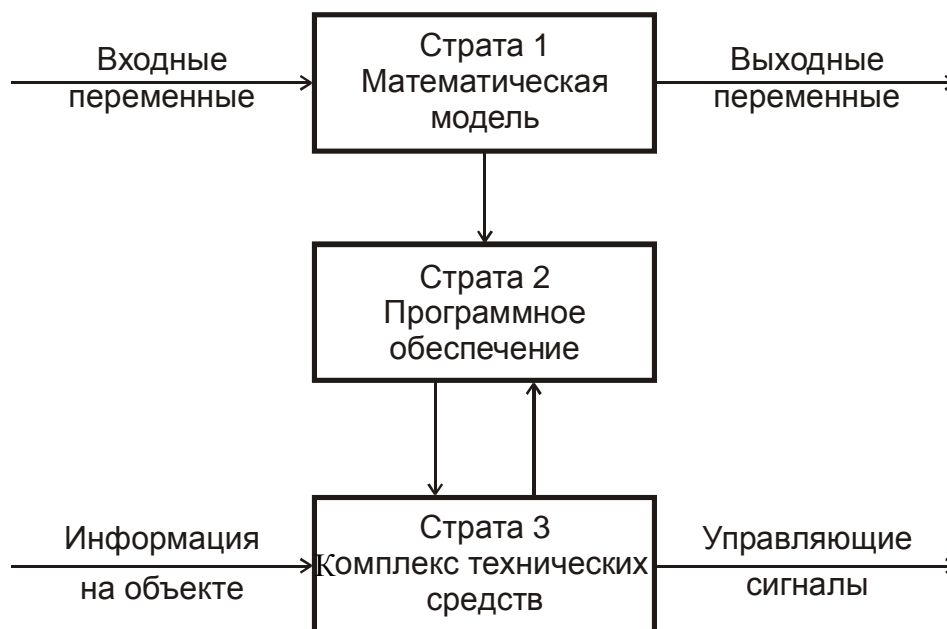 Входные
переменные
Страта 1
Математическая
модель
Выходные
переменные
Страта 2
Программное
обеспечение
Информация
на объекте
Страта 3
Комплекс технических
средств
Управляющие
сигналы